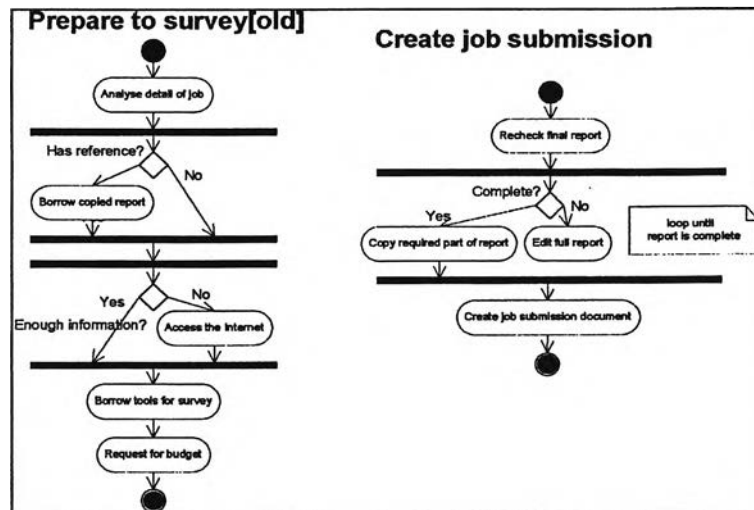 Prepare to survey[old]
Analyse detail of job
Has reference?
No
Borrow copied report
Yes
No
Enough information?
Access the Internet
Borrow tools for survey
Request for budget
Create job submission
Recheck final report
Complete?
Yes
No
Copy required part of report
Edit full report
loop until
report is complete
Create job submission document